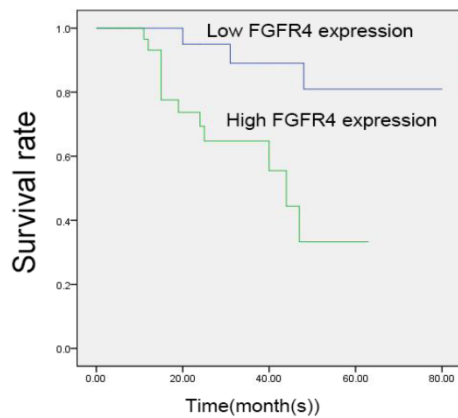 Low FGFR4 expression
High FGFR4 expression
Survival rate
1.0
0.8
0.6
0.4
0.2
0.0
0.00 20.00 40.00 60.00 80.00
Time(month(s))